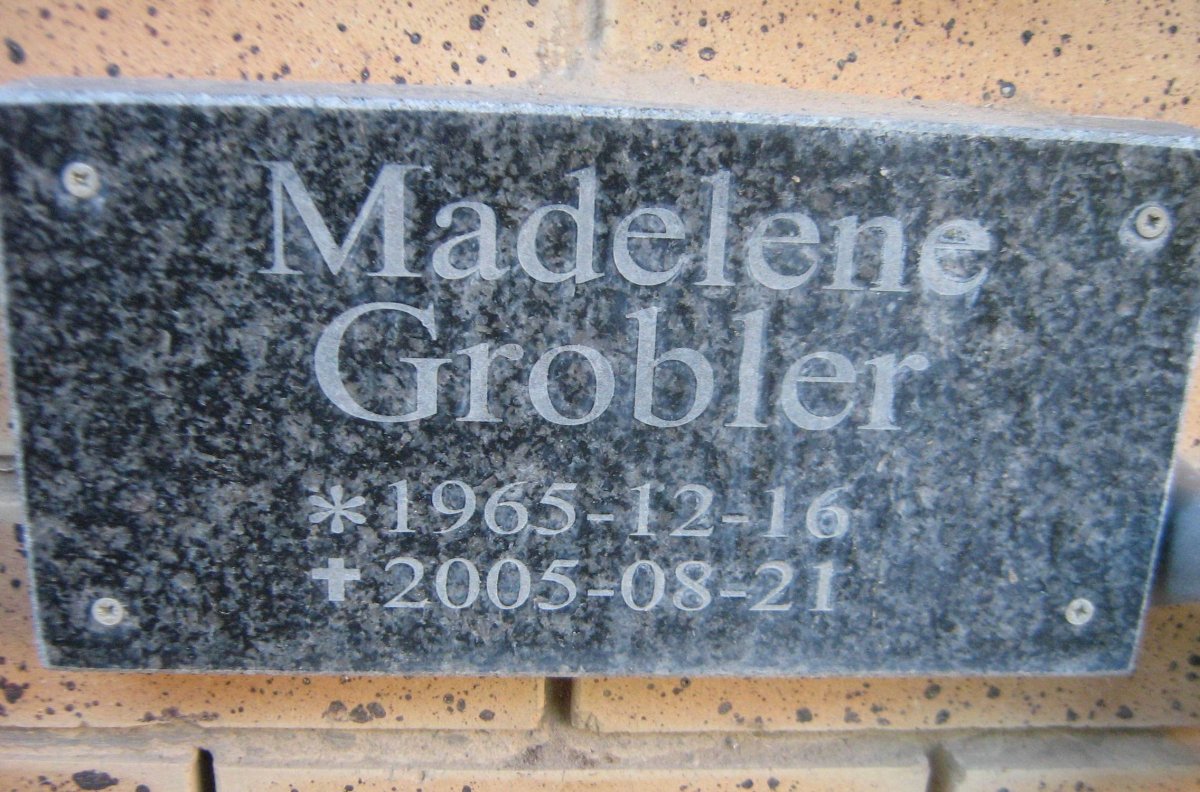 Madelene
Grobler
* 1965-12-16
✝ 2005-08-21